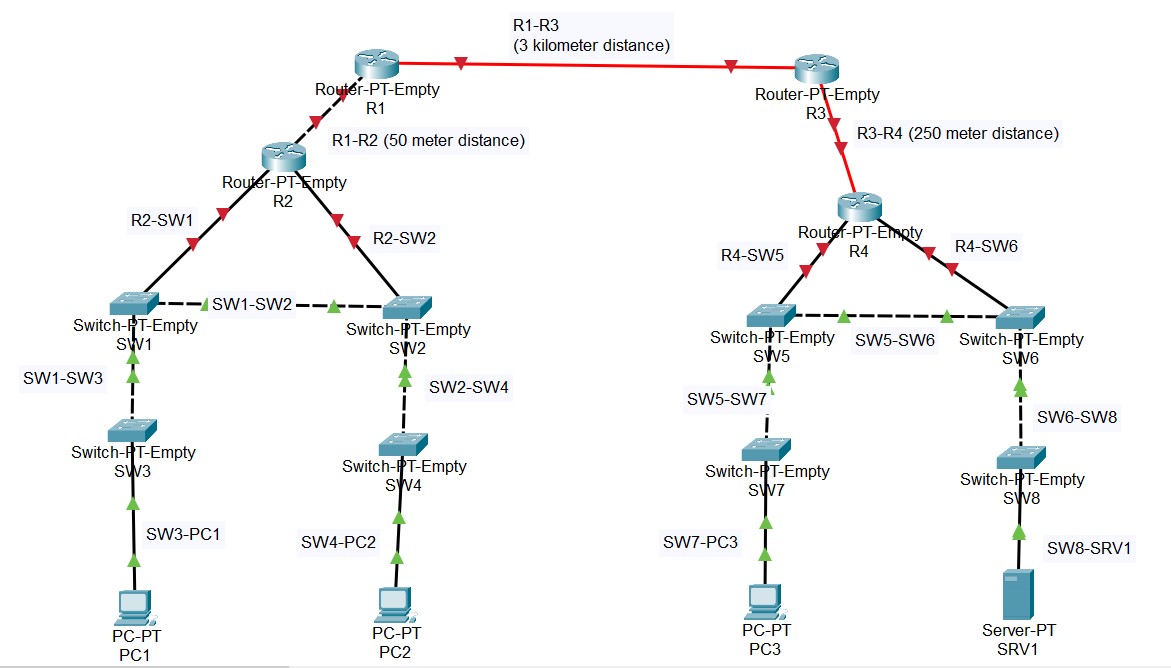 R1-R3
(3 kilometer distance)
Router-PT-Empty
R1
Router-PT-Empty
R3
R1-R2 (50 meter distance)
R3-R4 (250 meter distance)
Router-PT-Empty
R2
Router-PT-Empty
R4
R2-SW1
R2-SW2
R4-SW5
R4-SW6
SW1-SW2
Switch-PT-Empty
SW1
Switch-PT-Empty
SW2
Switch-PT-Empty
SW5
SW5-SW6
Switch-PT-Empty
SW6
SW1-SW3
SW2-SW4
SW5-SW7
SW6-SW8
Switch-PT-Empty
SW3
Switch-PT-Empty
SW4
Switch-PT-Empty
SW7
Switch-PT-Empty
SW8
SW3-PC1
SW4-PC2
SW7-PC3
SW8-SRV1
PC-PT
PC1
PC-PT
PC2
PC-PT
PC3
Server-PT
SRV1